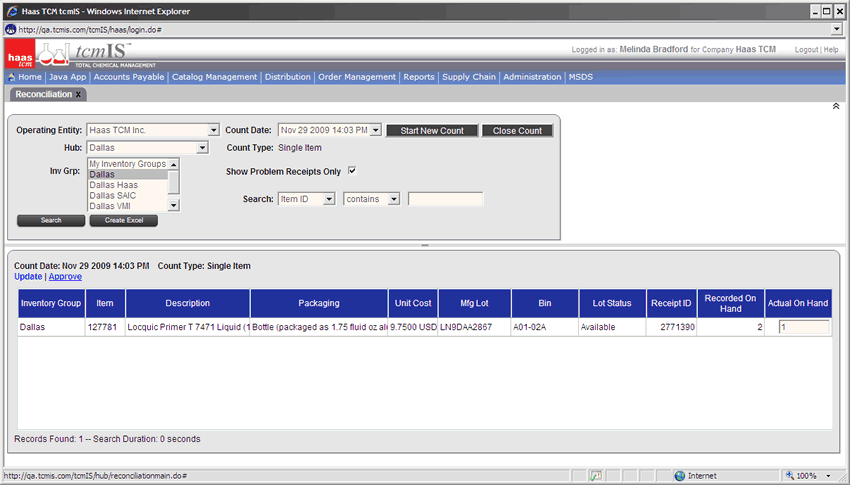 Haas TCM tcmIS - Windows Internet Explorer
http://qa.tcmis.com/tcmIS/haas/login.do#
haas tcm
tcmIS™
TOTAL CHEMICAL MANAGEMENT
Logged in as: Melinda Bradford for Company Haas TCM Logout | Help
Home Java App Accounts Payable Catalog Management Distribution Order Management Reports Supply Chain Administration MSDS
Reconciliation x
Operating Entity: Haas TCM Inc. Count Date: Nov 29 2009 14:03 PM Start New Count Close Count
Hub: Dallas Count Type: Single Item
Inv Grp: My Inventory Groups
Dallas
Dallas Haas
Dallas SAIC
Dallas VMI
Show Problem Receipts Only
Search: Item ID contains
Search Create Excel
Count Date: Nov 29 2009 14:03 PM Count Type: Single Item
Update | Approve
Inventory Group Item Description Packaging Unit Cost Mfg Lot Bin Lot Status Receipt ID Recorded On Hand Actual On Hand
Dallas 127781 Locquic Primer T 7471 Liquid (1 Bottle (packaged as 1.75 fluid oz al 9.7500 USD LN9DAA2867 A01-02A Available 2771390 2 1
Records Found: 1 -- Search Duration: 0 seconds
http://qa.tcmis.com/tcmIS/hub/reconciliationmain.do# Internet 100%